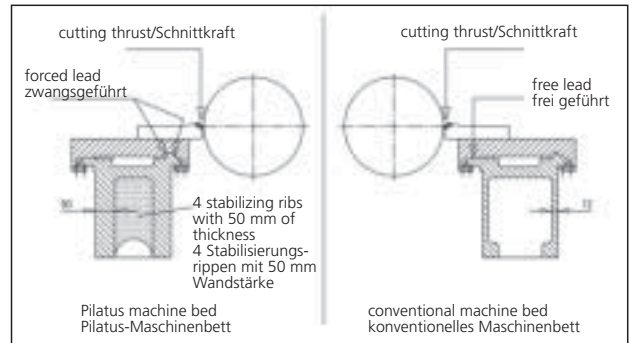 cutting thrust/Schnittkraft
forced lead
zwangsgeführt
4 stabilizing ribs
with 50 mm of
thickness
4 Stabilisierungs-
rippen mit 50 mm
Wandstärke
Pilatus machine bed
Pilatus-Maschinenbett
cutting thrust/Schnittkraft
free lead
frei geführt
conventional machine bed
konventionelles Maschinenbett